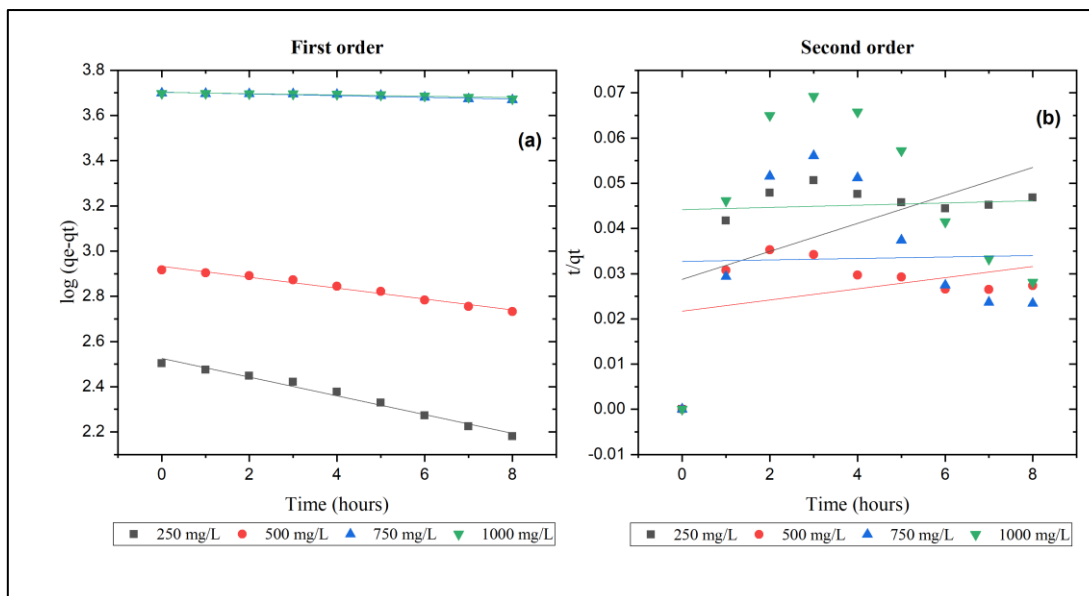 First order
3.8
3.6
3.4
3.2
3.0
2.8
2.6
2.4
2.2
log (qe-qt)
(a)
0 2 4 6 8
Time (hours)
250 mg/L 500 mg/L 750 mg/L 1000 mg/L
Second order
0.07
0.06
0.05
0.04
0.03
0.02
0.01
0.00
-0.01
t/qt
(b)
0 2 4 6 8
Time (hours)
250 mg/L 500 mg/L 750 mg/L 1000 mg/L